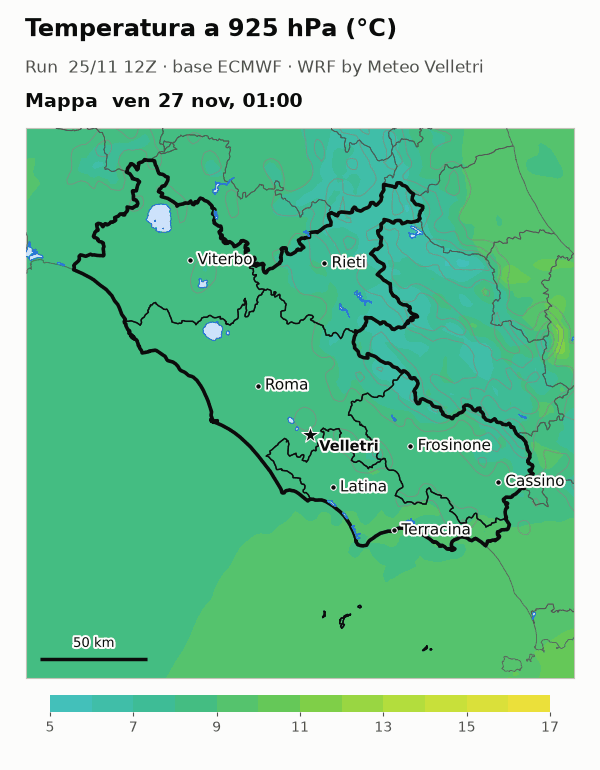 Temperatura a 925 hPa (°C)
Run  25/11 12Z · base ECMWF · WRF by Meteo Velletri
Mappa  ven 27 nov, 01:00
Viterbo
Rieti
Roma
Velletri
Frosinone
Latina
Cassino
Terracina
50 km
5 7 9 11 13 15 17